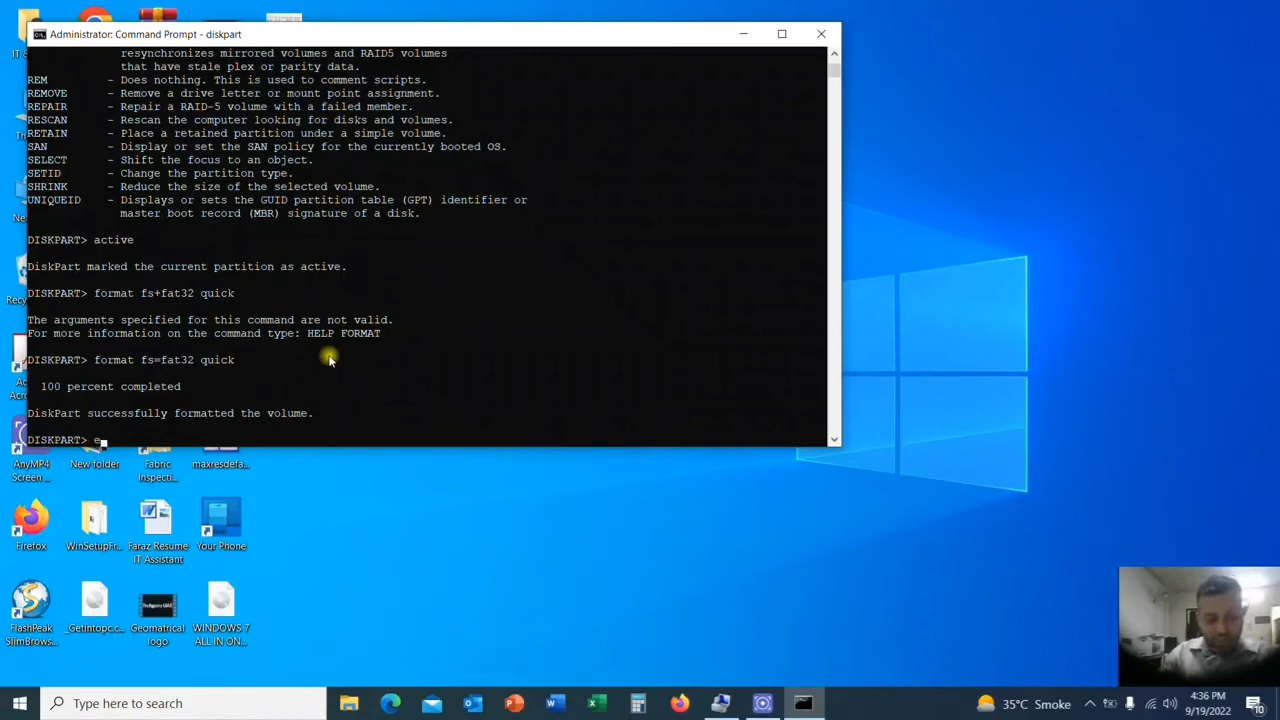 Administrator: Command Prompt - diskpart
resynchronizes mirrored volumes and RAID5 volumes
that have stale plex or parity data.
REM - Does nothing. This is used to comment scripts.
REMOVE - Remove a drive letter or mount point assignment.
REPAIR - Repair a RAID-5 volume with a failed member.
RESCAN - Rescan the computer looking for disks and volumes.
RETAIN - Place a retained partition under a simple volume.
SAN - Display or set the SAN policy for the currently booted OS.
SELECT - Shift the focus to an object.
SETID - Change the partition type.
SHRINK - Reduce the size of the selected volume.
UNIQUEID - Displays or sets the GUID partition table (GPT) identifier or
master boot record (MBR) signature of a disk.
DISKPART> active
DiskPart marked the current partition as active.
DISKPART> format fs+fat32 quick
The arguments specified for this command are not valid.
For more information on the command type: HELP FORMAT
DISKPART> format fs=fat32 quick
100 percent completed
DiskPart successfully formatted the volume.
DISKPART> e
AnyMP4 Screen ...
New folder
Fabric Inspecti...
maxresdefa...
Firefox
WinSetupFr...
Faraz Resume IT Assistant
Your Phone
FlashPeak SlimBrows...
_Getintopc.c...
Geomatrical logo
WINDOWS 7 ALL IN ON...
Type here to search
35°C Smoke
4:36 PM
9/19/2022